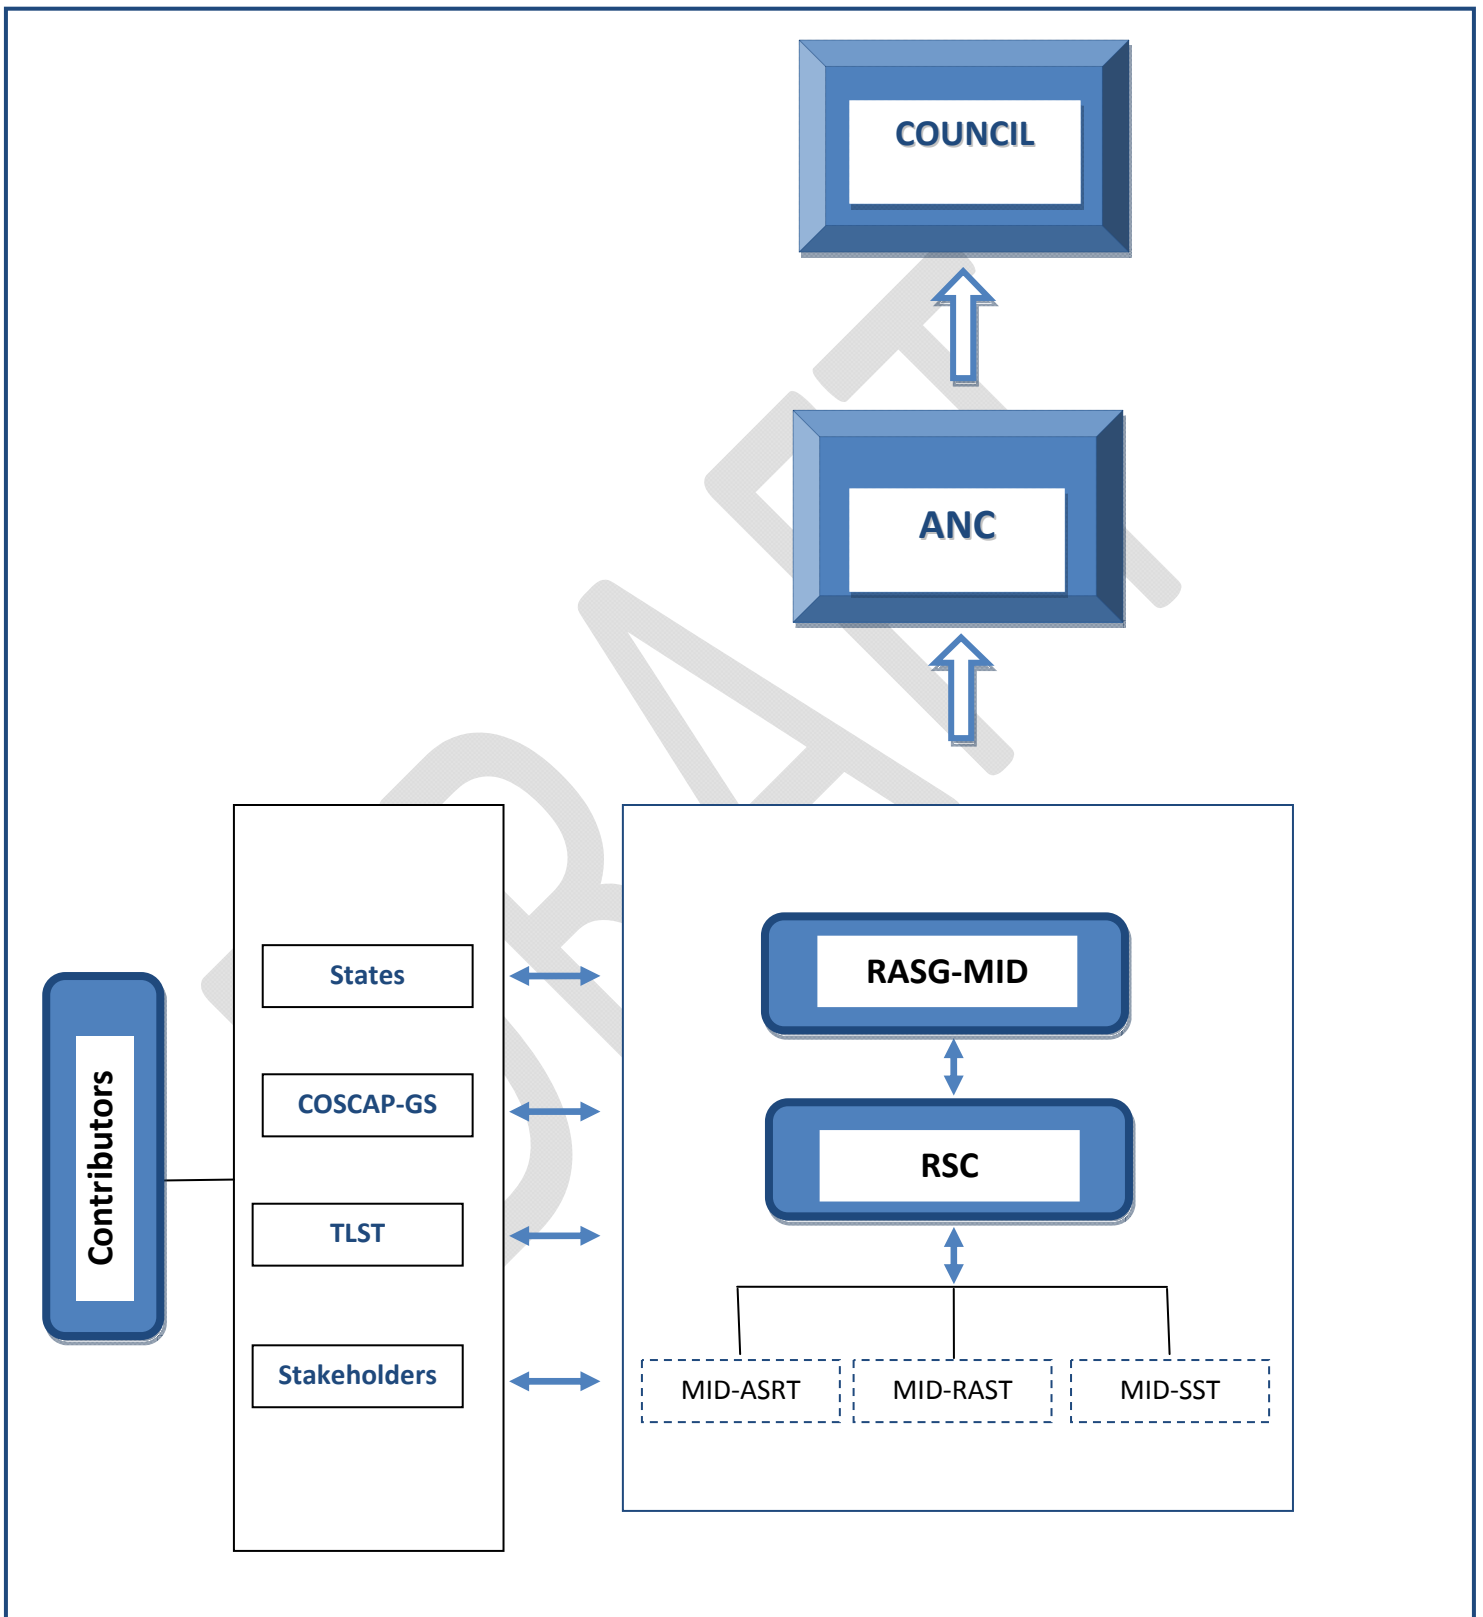 COUNCIL
ANC
DRAFT
Contributors
States
COSCAP-GS
TLST
Stakeholders
RASG-MID
RSC
MID-ASRT
MID-RAST
MID-SST